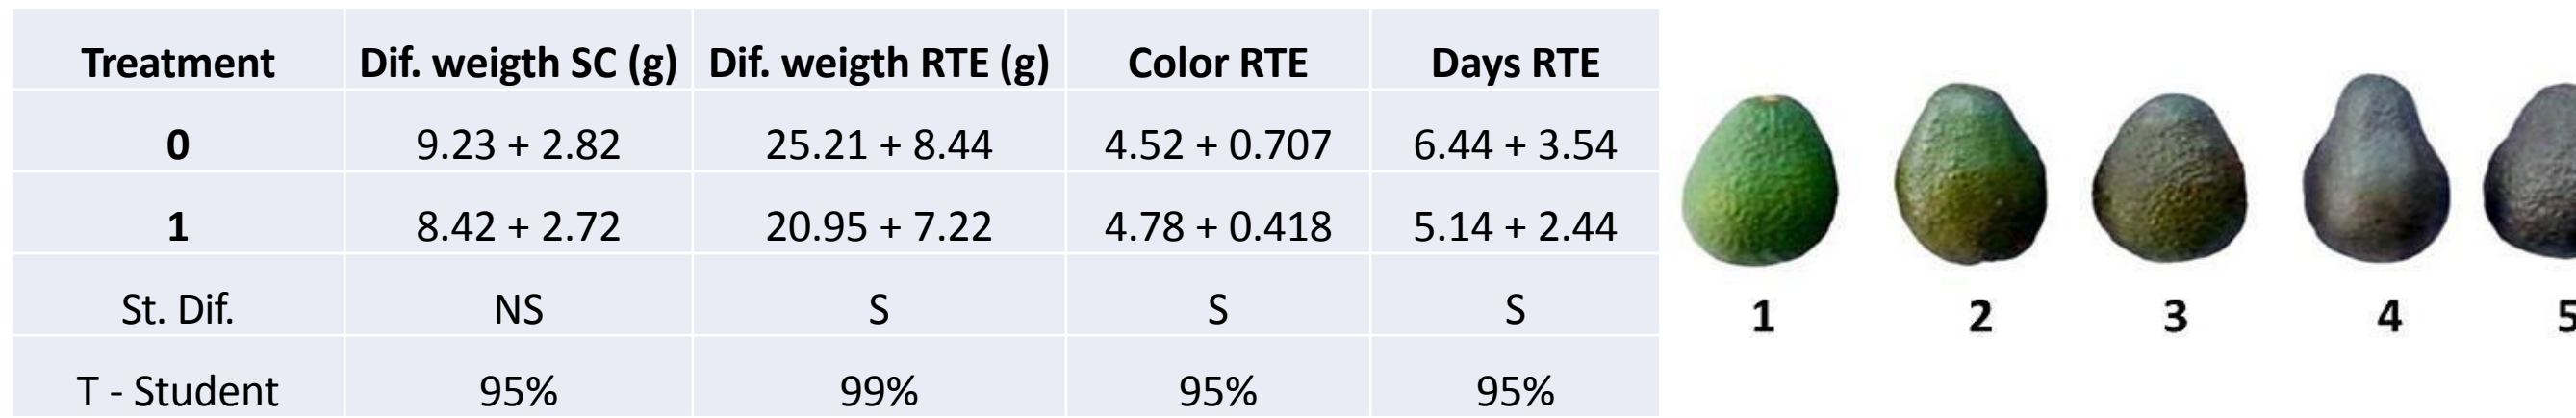 Treatment Dif. weigth SC (g) Dif. weigth RTE (g) Color RTE Days RTE
0 9.23 + 2.82 25.21 + 8.44 4.52 + 0.707 6.44 + 3.54
1 8.42 + 2.72 20.95 + 7.22 4.78 + 0.418 5.14 + 2.44
St. Dif. NS S S S
T - Student 95% 99% 95% 95%
1 2 3 4 5